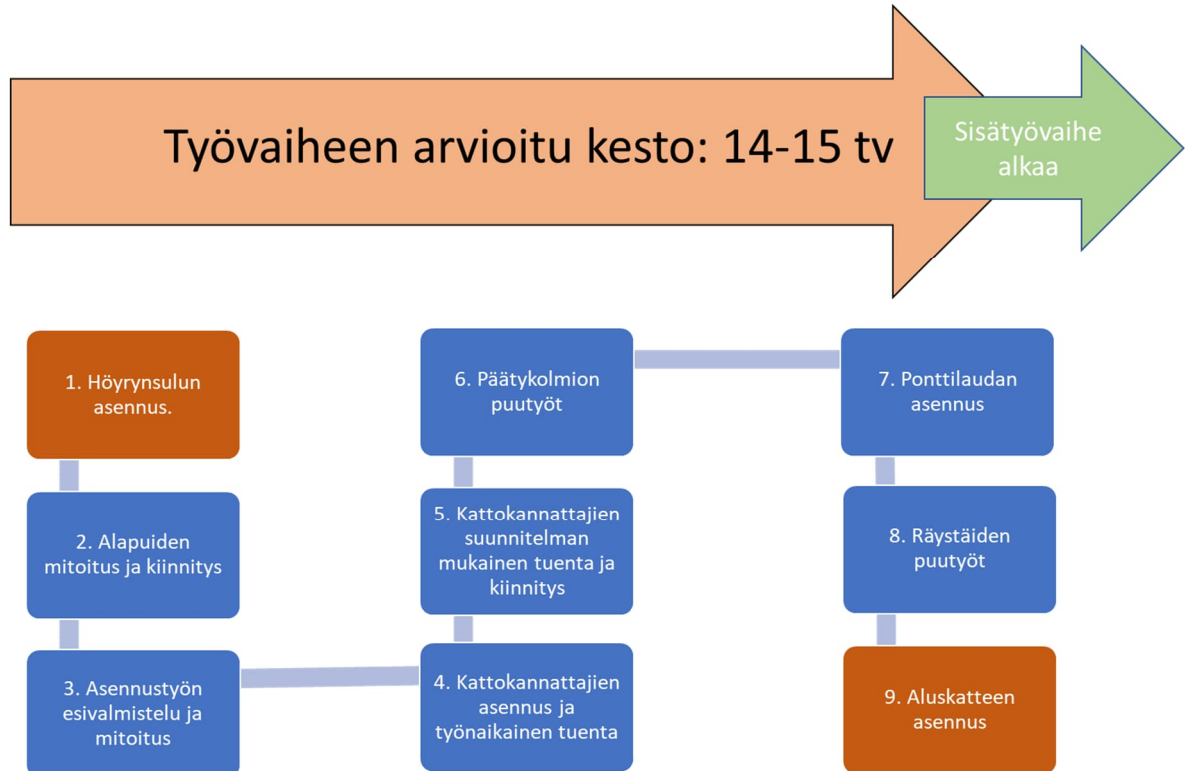 Työvaiheen arvioitu kesto: 14-15 tv
Sisätyövaihe
alkaa
1. Höyrynsulun
asennus.
2. Alapuiden
mitoitus ja kiinnitys
3. Asennustyön
esivalmistelu ja
mitoitus
4. Kattokannattajien
asennus ja
työnaikainen tuenta
5. Kattokannattajien
suunnitelman
mukainen tuenta ja
kiinnitys
6. Päätykolmion
puutyöt
7. Ponttilaudan
asennus
8. Räystäiden
puutyöt
9. Aluskatteen
asennus